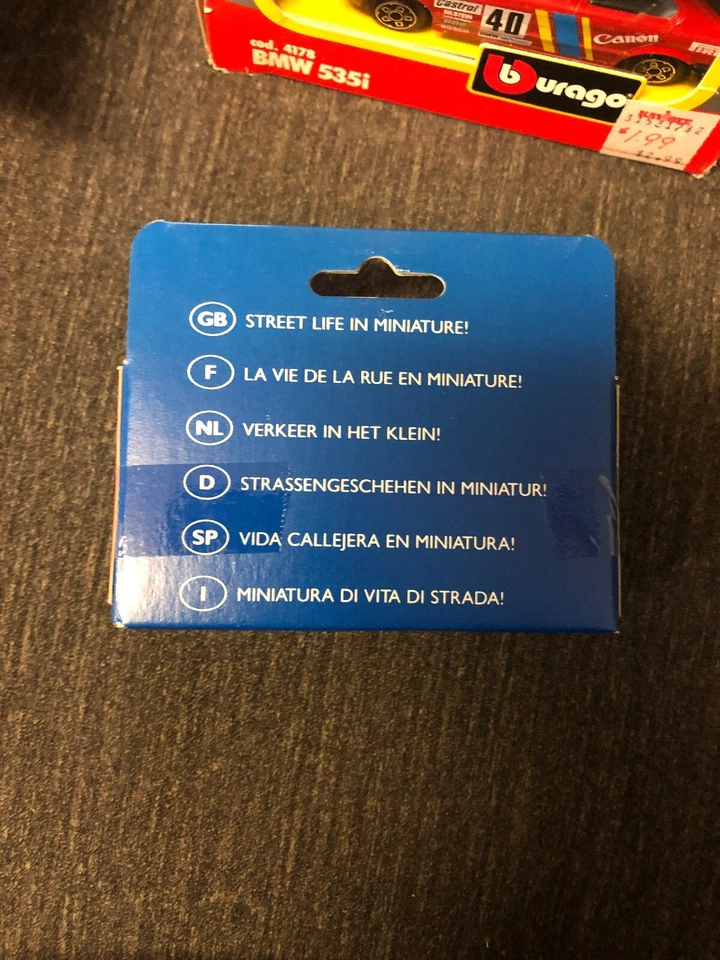 Castrol
BILSTEIN
BOSCH
40
Canon
cod. 4178
BMW 535i
burago
$1.99
GB STREET LIFE IN MINIATURE!
F LA VIE DE LA RUE EN MINIATURE!
NL VERKEER IN HET KLEIN!
D STRASSENGESCHEHEN IN MINIATUR!
SP VIDA CALLEJERA EN MINIATURA!
I MINIATURA DI VITA DI STRADA!